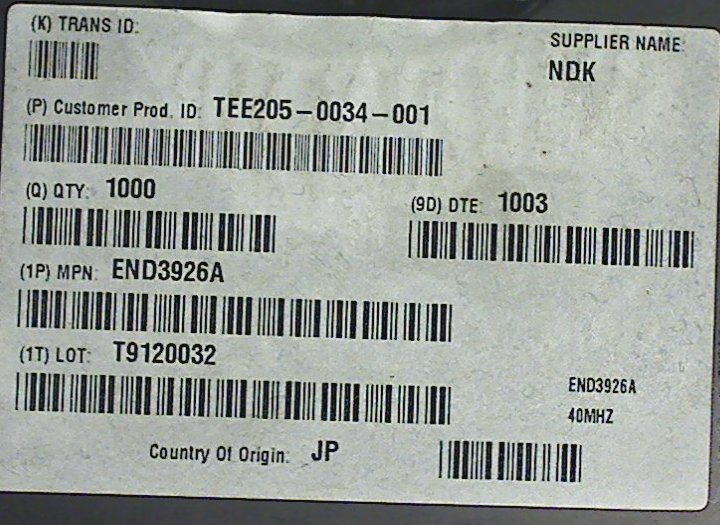 (K) TRANS ID:
SUPPLIER NAME:
NDK
(P) Customer Prod. ID: TEE205-0034-001
(Q) QTY: 1000
(9D) DTE: 1003
(1P) MPN: END3926A
(1T) LOT: T9120032
END3926A
40MHZ
Country Of Origin: JP